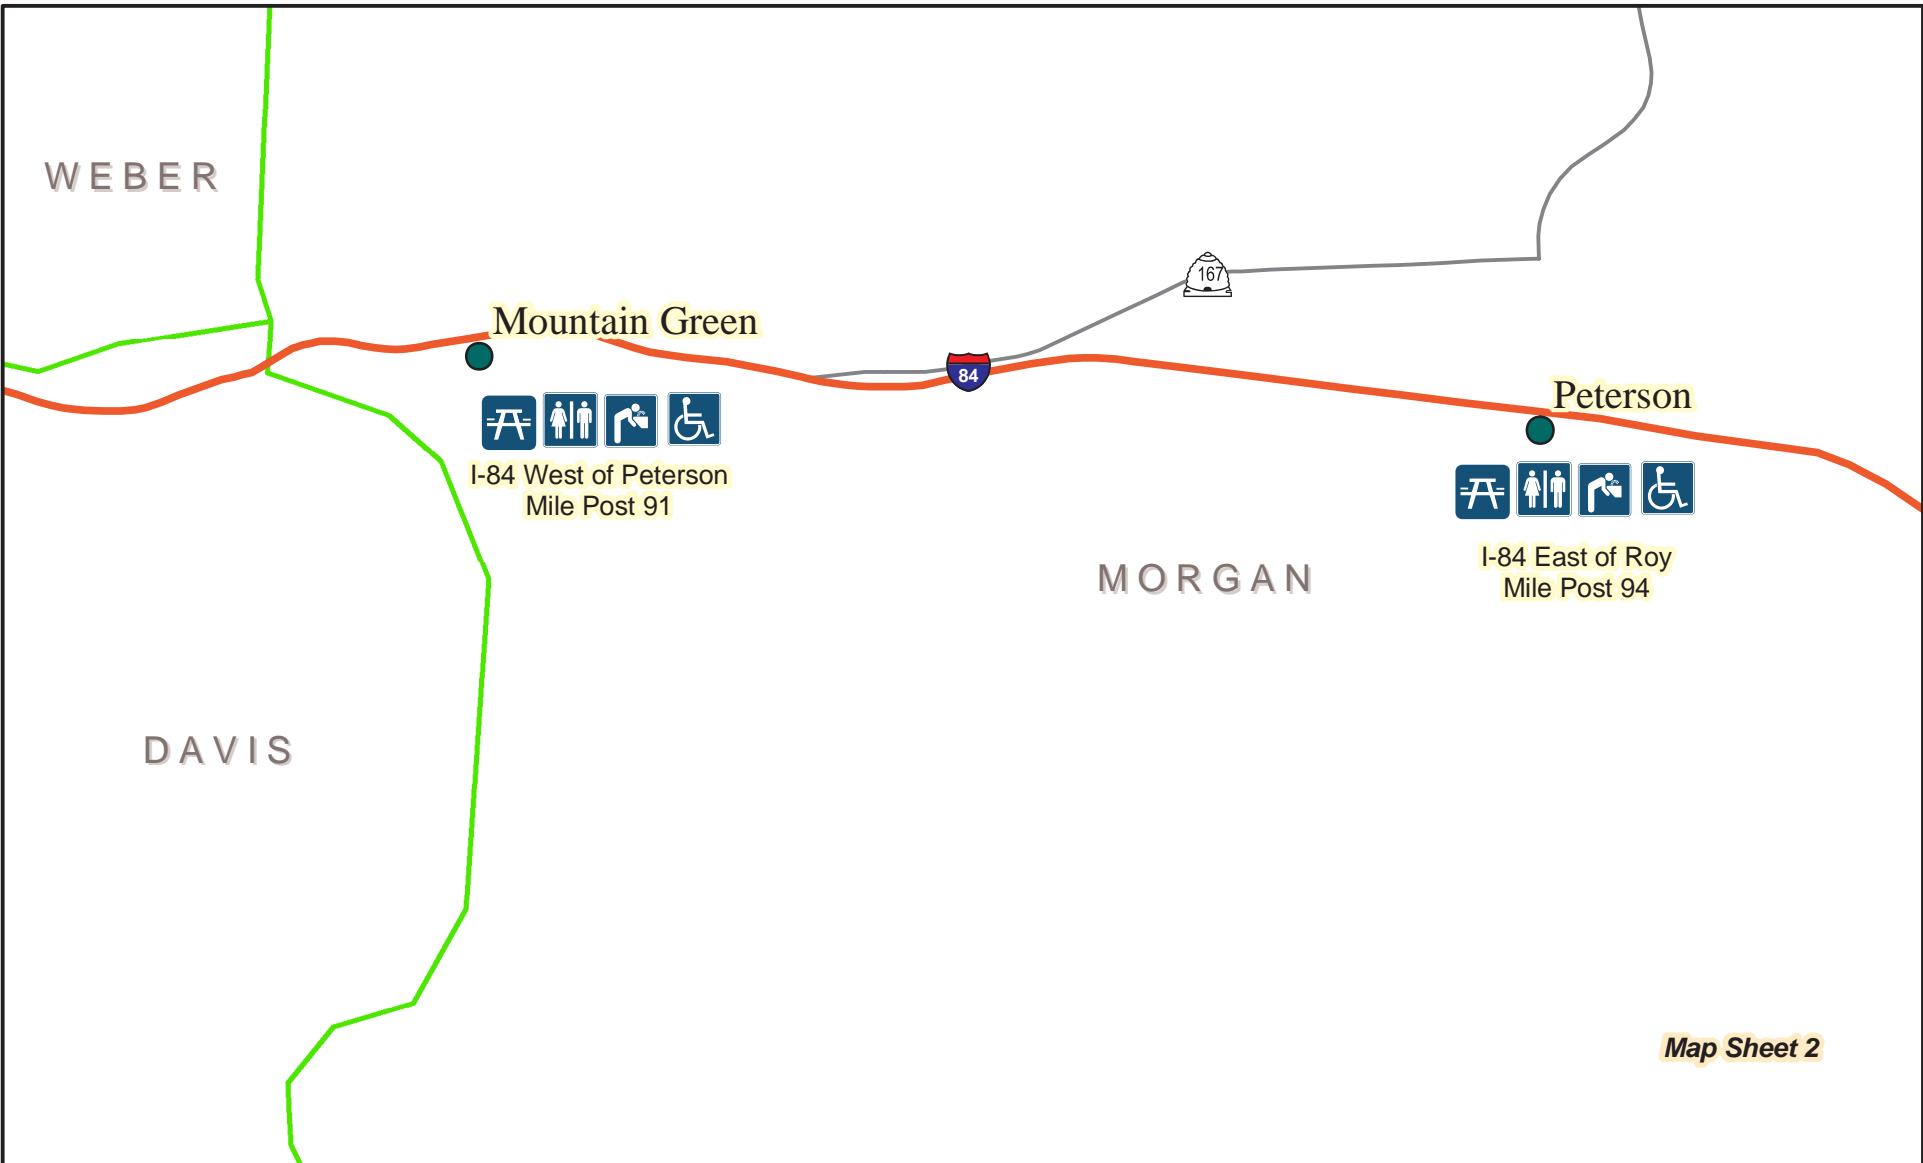 WEBER
167
Mountain Green
84
Peterson
I-84 West of Peterson
Mile Post 91
I-84 East of Roy
Mile Post 94
MORGAN
DAVIS
Map Sheet 2